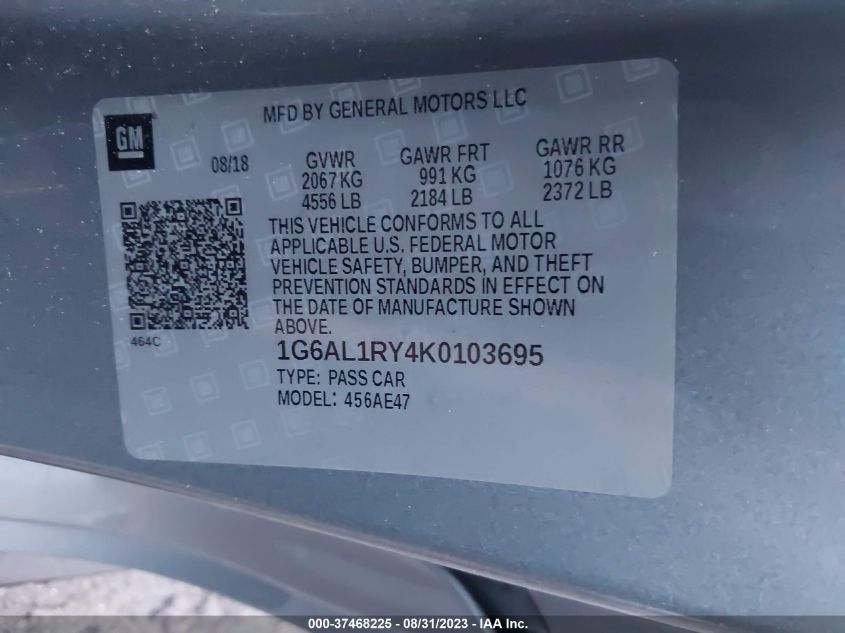 MFD BY GENERAL MOTORS LLC
GM
08/18
GVWR GAWR FRT GAWR RR
2067 KG 991 KG 1076 KG
4556 LB 2184 LB 2372 LB
THIS VEHICLE CONFORMS TO ALL
APPLICABLE U.S. FEDERAL MOTOR
VEHICLE SAFETY, BUMPER, AND THEFT
PREVENTION STANDARDS IN EFFECT ON
THE DATE OF MANUFACTURE SHOWN
ABOVE.
464C
1G6AL1RY4K0103695
TYPE: PASS CAR
MODEL: 456AE47
000-37468225 - 08/31/2023 - IAA Inc.